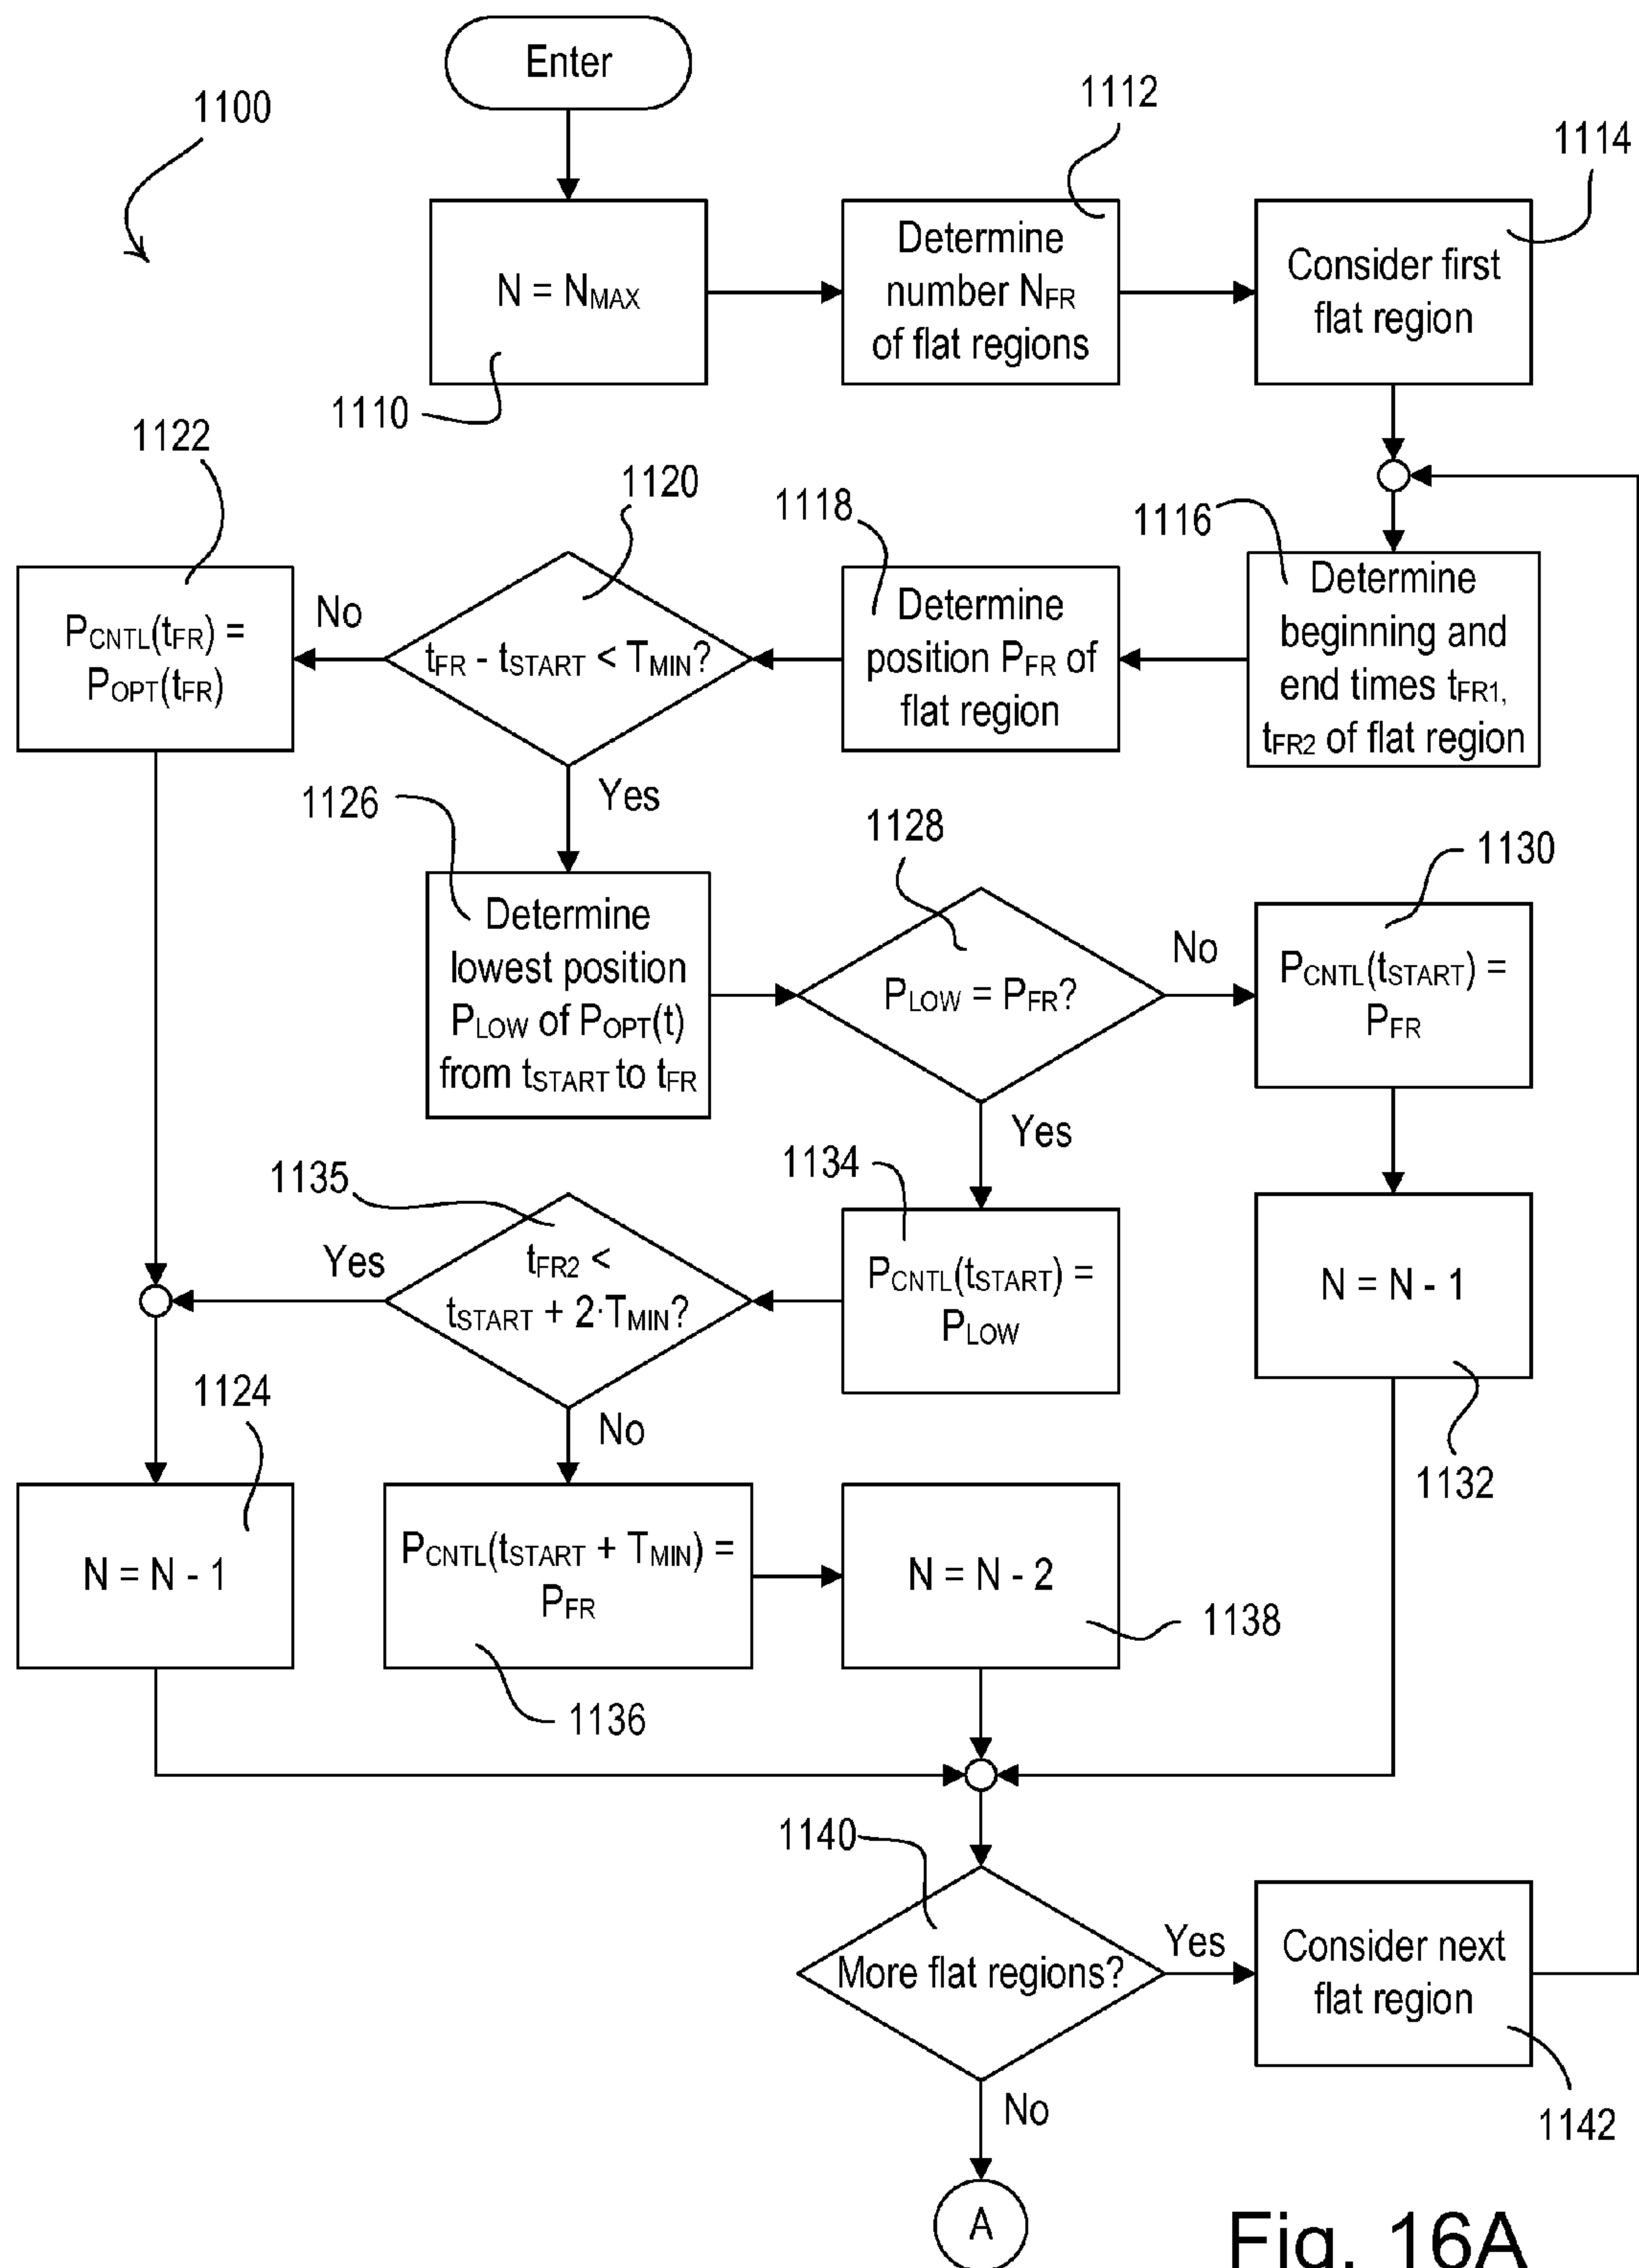 Enter
1100
1112
1114
N = NMAX
Determine
number NFR
of flat regions
Consider first
flat region
1110
1122
1120
1118
1116
PCNTL(tFR) =
POPT(tFR)
No
tFR - tSTART < TMIN?
Determine
position PFR of
flat region
Determine
beginning and
end times tFR1,
tFR2 of flat region
Yes
1126
1128
1130
Determine
lowest position
PLOW of POPT(t)
from tSTART to tFR
PLOW = PFR?
No
PCNTL(tSTART) =
PFR
Yes
1135
1134
Yes
tFR2 <
tSTART + 2·TMIN?
PCNTL(tSTART) =
PLOW
N = N - 1
1124
No
1132
N = N - 1
PCNTL(tSTART + TMIN) =
PFR
N = N - 2
1138
1136
1140
More flat regions?
Yes
Consider next
flat region
No
1142
A
Fig. 16A